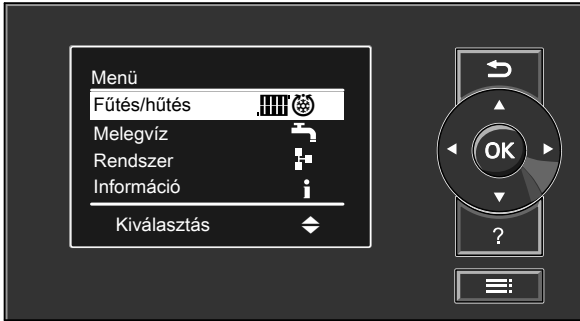 Menü
Fűtés/hűtés
Melegvíz
Rendszer
Információ
Kiválasztás
OK
?